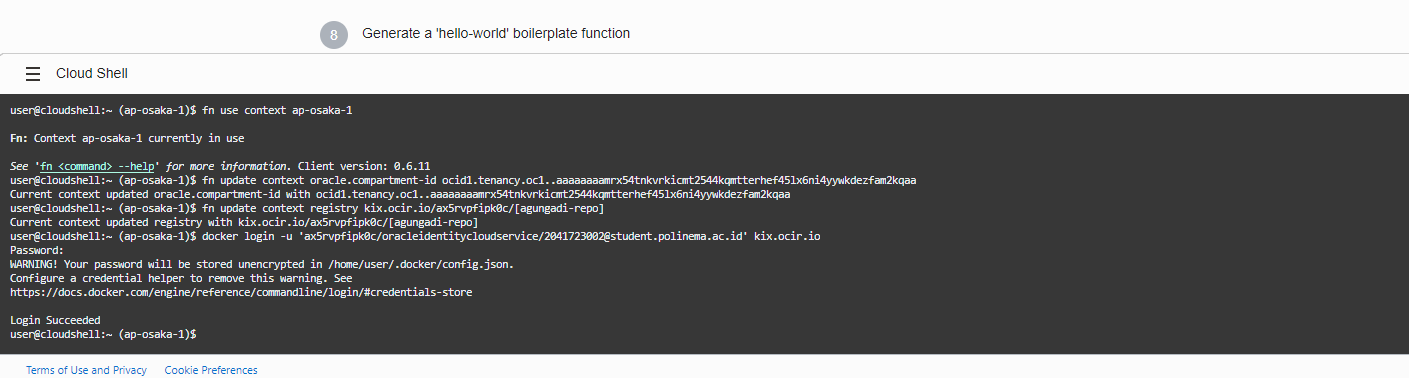 8 Generate a 'hello-world' boilerplate function
Cloud Shell
user@cloudshell:~ (ap-osaka-1)$ fn use context ap-osaka-1
Fn: Context ap-osaka-1 currently in use
See 'fn <command> --help' for more information. Client version: 0.6.11
user@cloudshell:~ (ap-osaka-1)$ fn update context oracle.compartment-id ocid1.tenancy.oc1..aaaaaaaamrx54tnkvrkicmt2544kqmtterhef45lx6ni4yywkdezfam2kqaa
Current context updated oracle.compartment-id with ocid1.tenancy.oc1..aaaaaaaamrx54tnkvrkicmt2544kqmtterhef45lx6ni4yywkdezfam2kqaa
user@cloudshell:~ (ap-osaka-1)$ fn update context registry kix.ocir.io/ax5rvpfipk0c/[agungadi-repo]
Current context updated registry with kix.ocir.io/ax5rvpfipk0c/[agungadi-repo]
user@cloudshell:~ (ap-osaka-1)$ docker login -u 'ax5rvpfipk0c/oracleidentitycloudservice/2041723002@student.polinema.ac.id' kix.ocir.io
Password:
WARNING! Your password will be stored unencrypted in /home/user/.docker/config.json.
Configure a credential helper to remove this warning. See
https://docs.docker.com/engine/reference/commandline/login/#credentials-store
Login Succeeded
user@cloudshell:~ (ap-osaka-1)$
Terms of Use and Privacy Cookie Preferences